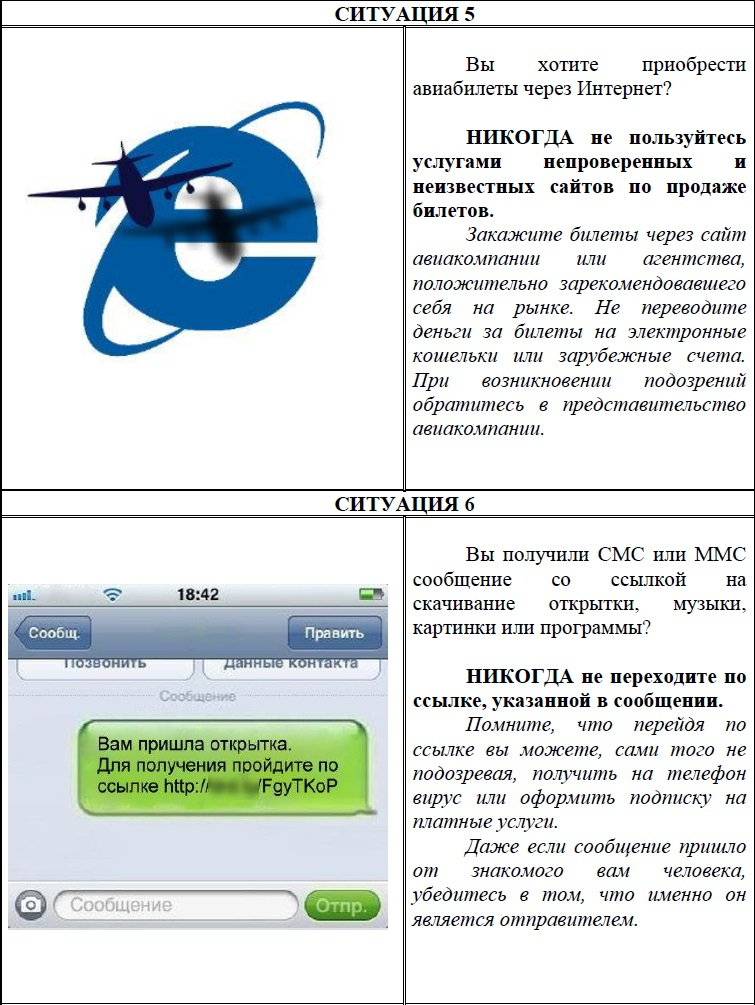 СИТУАЦИЯ 5
Вы хотите приобрести
авиабилеты через Интернет?
НИКОГДА не пользуйтесь
услугами непроверенных и
неизвестных сайтов по продаже
билетов.
Закажите билеты через сайт
авиакомпании или агентства,
положительно зарекомендовавшего
себя на рынке. Не переводите
деньги за билеты на электронные
кошельки или зарубежные счета.
При возникновении подозрений
обратитесь в представительство
авиакомпании.
СИТУАЦИЯ 6
18:42
Сообщ.
Править
Позвонить
Данные контакта
Сообщение
Вам пришла открытка.
Для получения пройдите по
ссылке http:// /FgyTKoP
Сообщение
Отпр.
Вы получили СМС или ММС
сообщение со ссылкой на
скачивание открытки, музыки,
картинки или программы?
НИКОГДА не переходите по
ссылке, указанной в сообщении.
Помните, что перейдя по
ссылке вы можете, сами того не
подозревая, получить на телефон
вирус или оформить подписку на
платные услуги.
Даже если сообщение пришло
от знакомого вам человека,
убедитесь в том, что именно он
является отправителем.